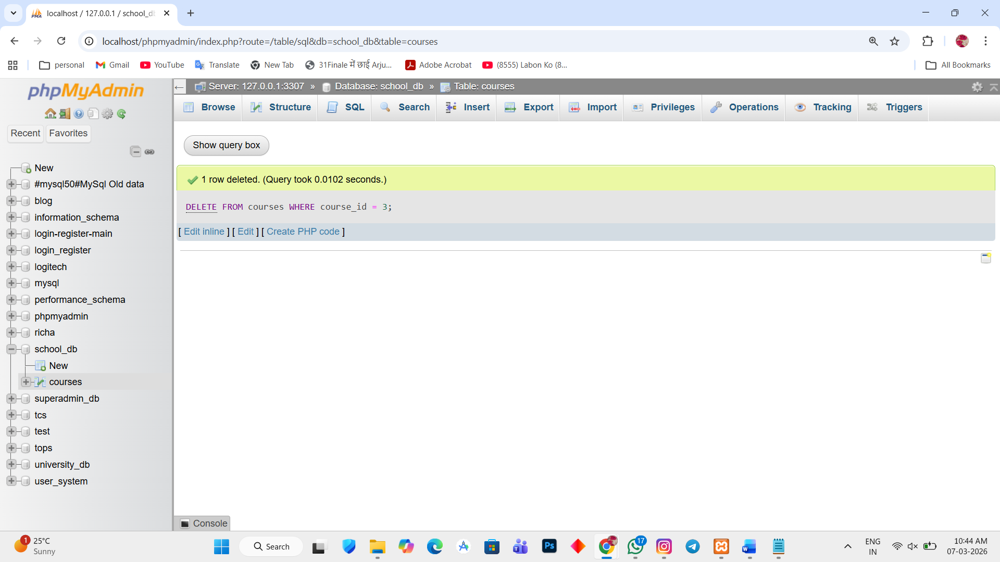 localhost / 127.0.0.1 / school_db
localhost/phpmyadmin/index.php?route=/table/sql&db=school_db&table=courses
personal
Gmail
YouTube
Translate
New Tab
31Finale में छाई Arju...
Adobe Acrobat
(8555) Labon Ko (8...
All Bookmarks
phpMyAdmin
Recent
Favorites
New
#mysql50#MySql Old data
blog
information_schema
login-register-main
login_register
logitech
mysql
performance_schema
phpmyadmin
richa
school_db
New
courses
superadmin_db
tcs
test
tops
university_db
user_system
Server: 127.0.0.1:3307 » Database: school_db » Table: courses
Browse
Structure
SQL
Search
Insert
Export
Import
Privileges
Operations
Tracking
Triggers
Show query box
1 row deleted. (Query took 0.0102 seconds.)
DELETE FROM courses WHERE course_id = 3;
[ Edit inline ] [ Edit ] [ Create PHP code ]
Console
1
25°C
Sunny
Search
Ps
17
ENG
IN
10:44 AM
07-03-2026